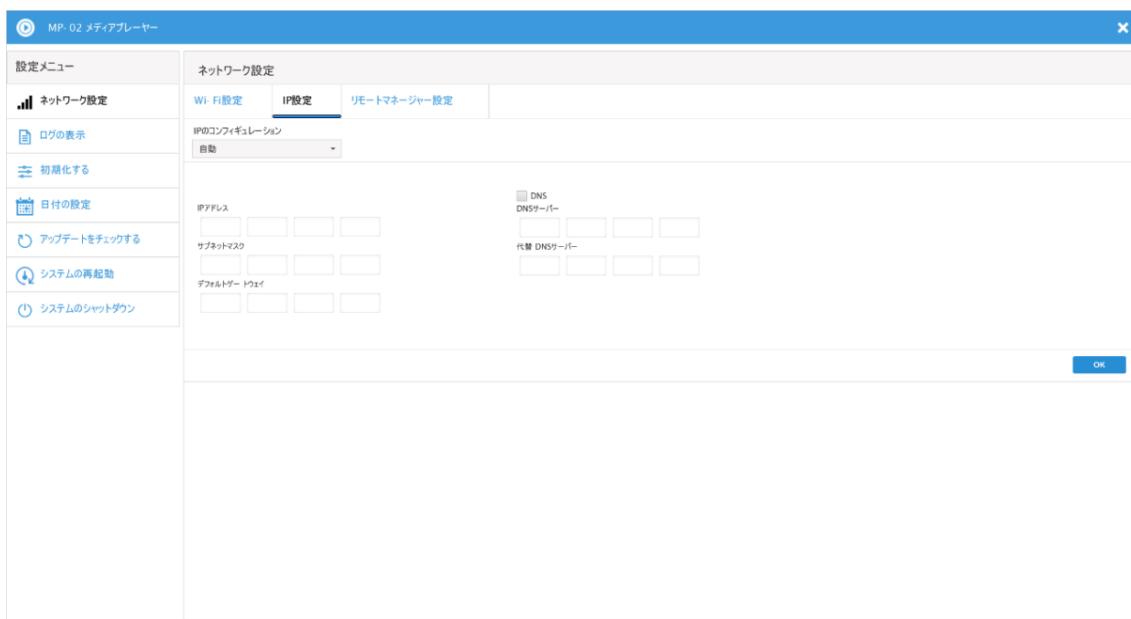 MP- 02 メディアプレーヤー
設定メニュー
ネットワーク設定
ログの表示
初期化する
日付の設定
アップデートをチェックする
システムの再起動
システムのシャットダウン
ネットワーク設定
Wi- Fi設定 IP設定 リモートマネージャー設定
IPのコンフィギュレーション
自動
IPアドレス
サブネットマスク
デフォルトゲー トウェイ
DNS
DNSサーバー
代替 DNSサーバー
OK